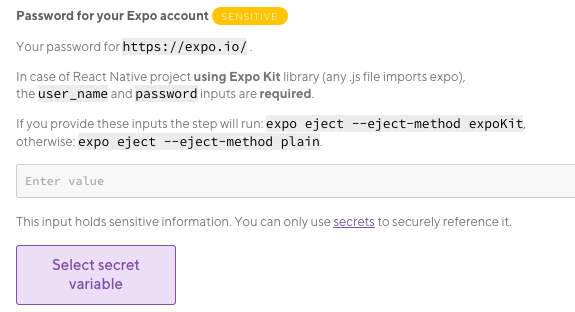 Password for your Expo account SENSITIVE
Your password for https://expo.io/ .
In case of React Native project using Expo Kit library (any .js file imports expo),
the user_name and password inputs are required.
If you provide these inputs the step will run: expo eject --eject-method expoKit,
otherwise: expo eject --eject-method plain.
Enter value
This input holds sensitive information. You can only use secrets to securely reference it.
Select secret
variable